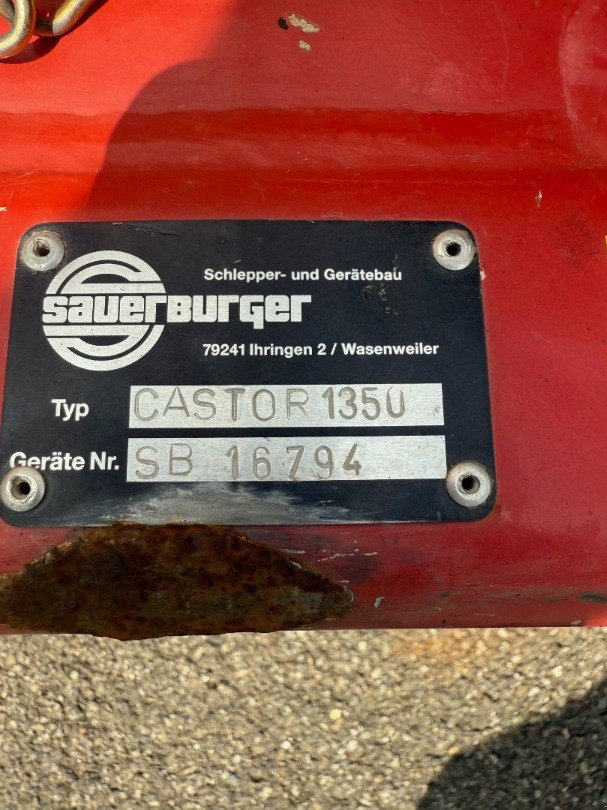 Schlepper- und Gerätebau
sauerburger
79241 Ihringen 2 / Wasenweiler
Typ CASTOR 1350
Geräte Nr. SB 16794